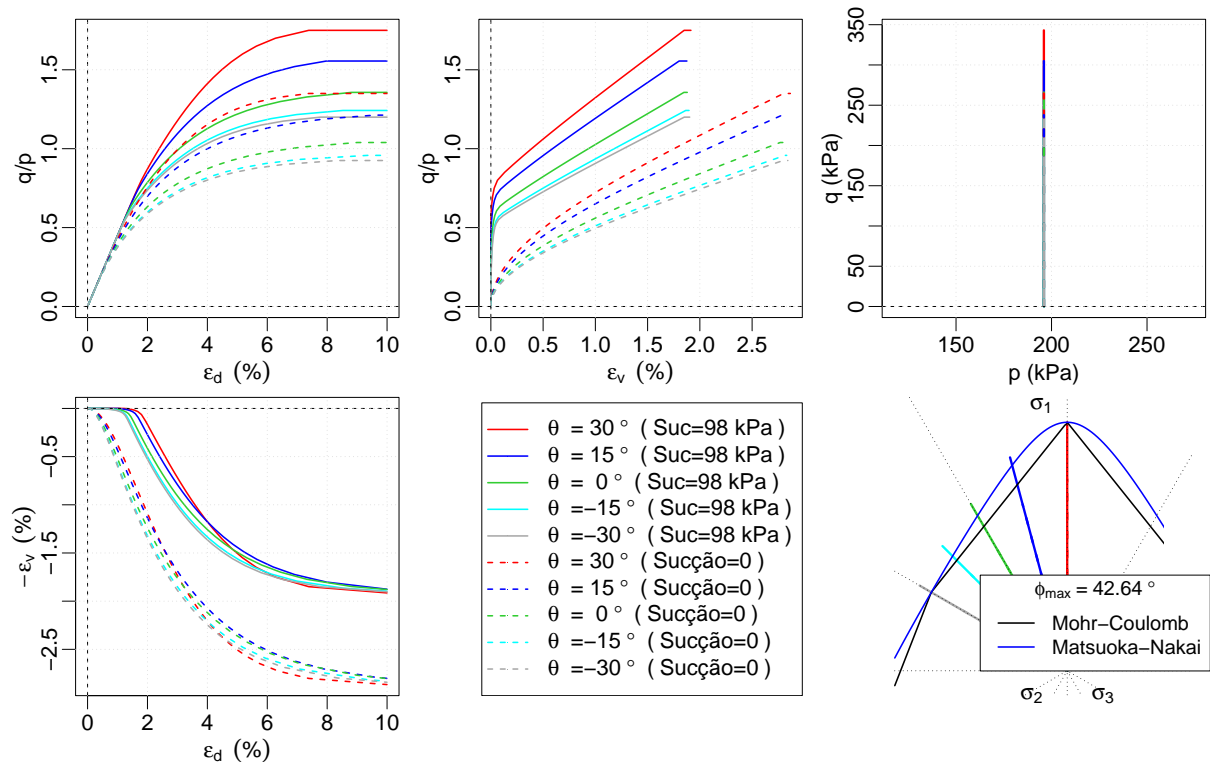 q/p
0.0
0.5
1.0
1.5
0
2
4
6
8
10
εd (%)
q/p
0.0
0.5
1.0
1.5
0.0
0.5
1.0
1.5
2.0
2.5
εv (%)
q (kPa)
0
50
150
250
350
150
200
250
p (kPa)
−εv (%)
−0.5
−1.5
−2.5
0
2
4
6
8
10
εd (%)
θ = 30° (Suc=98 kPa)
θ = 15° (Suc=98 kPa)
θ = 0° (Suc=98 kPa)
θ =−15° (Suc=98 kPa)
θ =−30° (Suc=98 kPa)
θ = 30° (Sucção=0)
θ = 15° (Sucção=0)
θ = 0° (Sucção=0)
θ =−15° (Sucção=0)
θ =−30° (Sucção=0)
σ1
ϕmax = 42.64°
Mohr−Coulomb
Matsuoka−Nakai
σ2
σ3